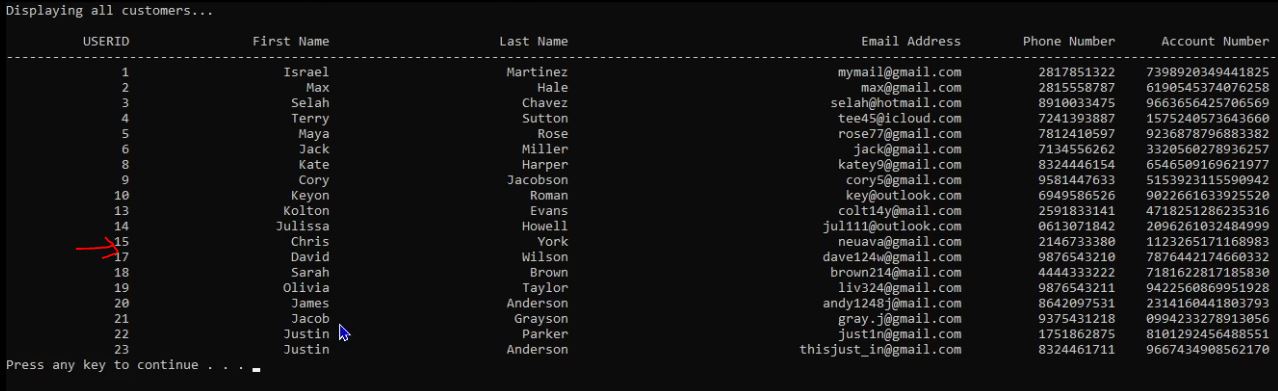 Displaying all customers...
USERID First Name Last Name Email Address Phone Number Account Number
--------------------------------------------------------------------------------------------------------------------------------------------------------------------
1 Israel Martinez mymail@gmail.com 2817851322 7398920349441825
2 Max Hale max@gmail.com 2815558787 6190545374076258
3 Selah Chavez selah@hotmail.com 8910033475 9663656425706569
4 Terry Sutton tee45@icloud.com 7241393887 1575240573643660
5 Maya Rose rose77@gmail.com 7812410597 9236878796883382
6 Jack Miller jack@gmail.com 7134556262 3320560278936257
8 Kate Harper katey9@gmail.com 8324446154 6546509169621977
9 Cory Jacobson cory5@gmail.com 9581447633 5153923115590942
10 Keyon Roman key@outlook.com 6949586526 9022661633925520
13 Kolton Evans colt14y@mail.com 2591833141 4718251286235316
14 Julissa Howell jul111@outlook.com 0613071842 2096261032484999
15 Chris York neuava@gmail.com 2146733380 1123265171168983
17 David Wilson dave124w@gmail.com 9876543210 7876442174660332
18 Sarah Brown brown214@gmail.com 4444333222 7181622817185830
19 Olivia Taylor liv324@gmail.com 9876543211 9422560869951928
20 James Anderson andy1248j@mail.com 8642097531 2314160441803793
21 Jacob Grayson gray.j@gmail.com 9375431218 0994233278913056
22 Justin Parker just1n@gmail.com 1751862875 8101292456488551
23 Justin Anderson thisjust_in@gmail.com 8324461711 9667434908562170
Press any key to continue . . .